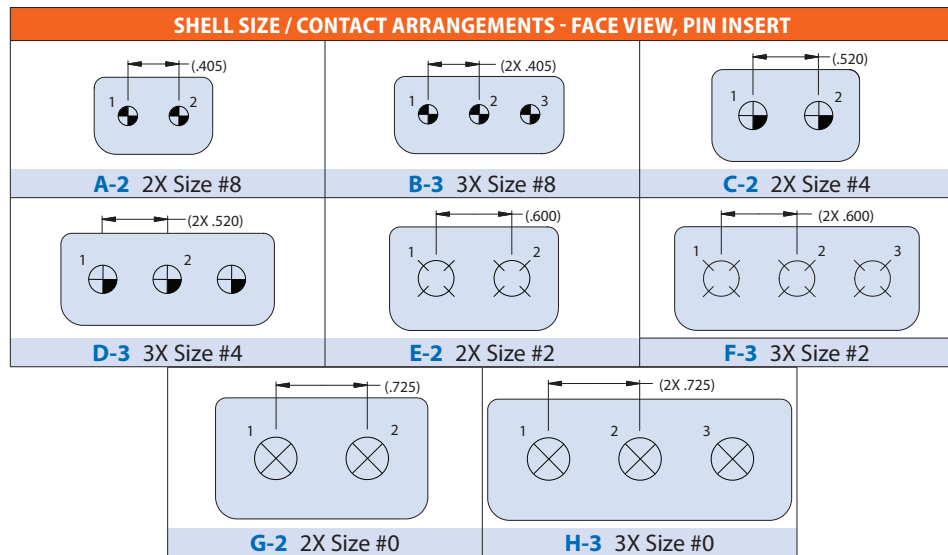 SHELL SIZE / CONTACT ARRANGEMENTS - FACE VIEW, PIN INSERT
(.405)
1 2
A-2 2X Size #8
(2X .405)
1 2 3
B-3 3X Size #8
(.520)
1 2
C-2 2X Size #4
(2X .520)
1 2
D-3 3X Size #4
(.600)
1 2
E-2 2X Size #2
(2X .600)
1 2 3
F-3 3X Size #2
(.725)
1 2
G-2 2X Size #0
(2X .725)
1 2 3
H-3 3X Size #0